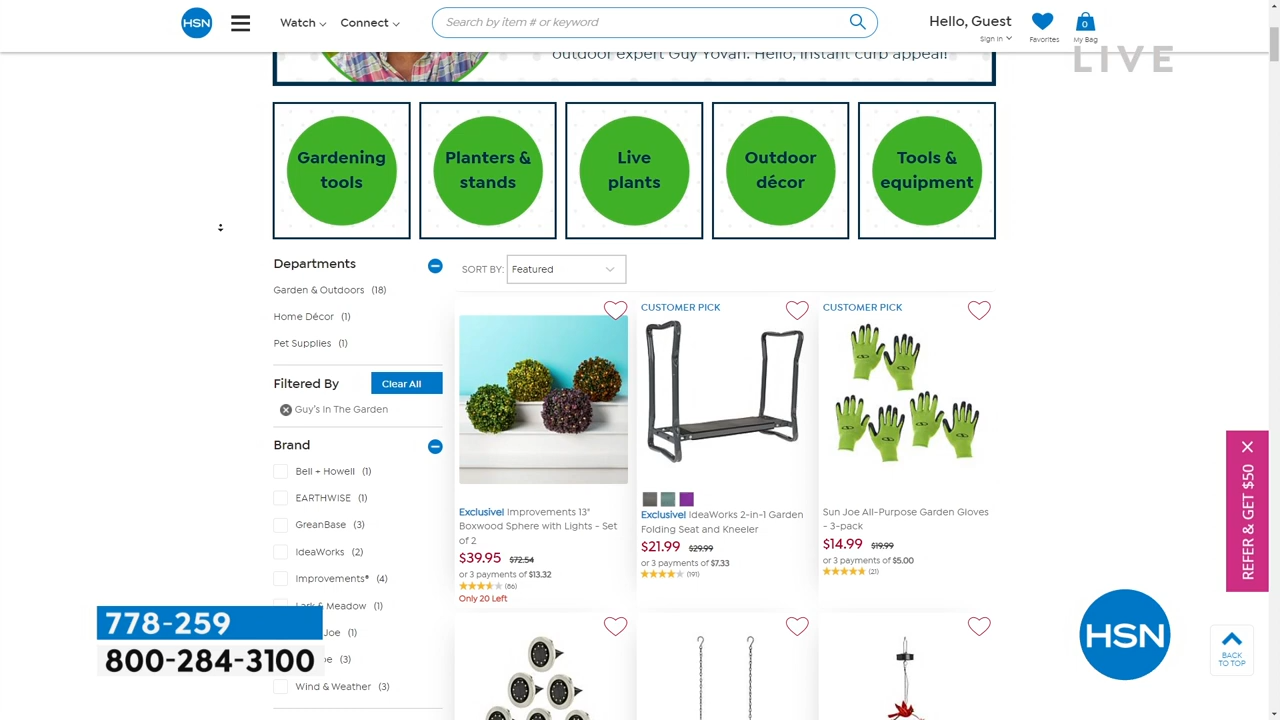 HSN
Watch
Connect
Search by item # or keyword
Hello, Guest
Sign In
Favorites
0
My Bag
LIVE
outdoor expert Guy Yovan. Hello, instant curb appeal!
Gardening
tools
Planters &
stands
Live
plants
Outdoor
décor
Tools &
equipment
Departments
Garden & Outdoors (18)
Home Décor (1)
Pet Supplies (1)
Filtered By
Clear All
Guy's In The Garden
Brand
Bell + Howell (1)
EARTHWISE (1)
GreanBase (3)
IdeaWorks (2)
Improvements® (4)
Lark & Meadow (1)
Joe (1)
(3)
Wind & Weather (3)
SORT BY:
Featured
Exclusive! Improvements 13"
Boxwood Sphere with Lights - Set
of 2
$39.95 $72.54
or 3 payments of $13.32
(86)
Only 20 Left
CUSTOMER PICK
Exclusive! IdeaWorks 2-in-1 Garden
Folding Seat and Kneeler
$21.99 $29.99
or 3 payments of $7.33
(191)
CUSTOMER PICK
Sun Joe All-Purpose Garden Gloves
- 3-pack
$14.99 $19.99
or 3 payments of $5.00
(21)
REFER & GET $50
778-259
800-284-3100
HSN
BACK
TO TOP